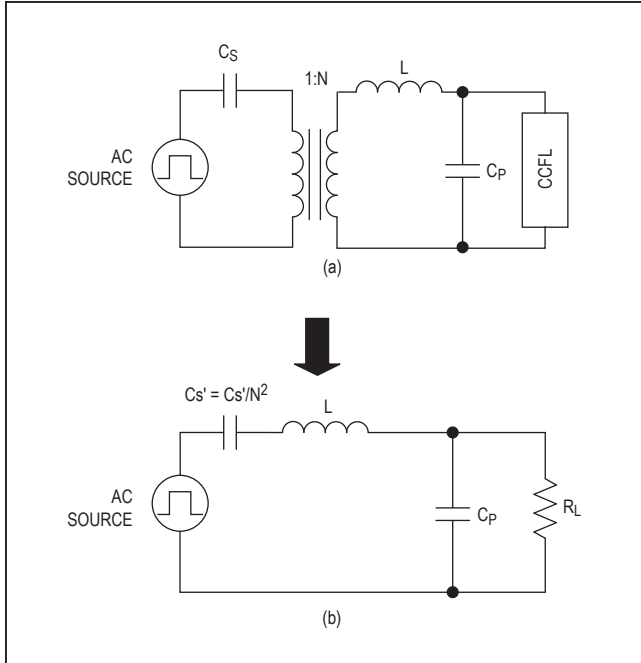 CS
1:N
L
AC
SOURCE
CP
CCFL
(a)
Cs' = Cs'/N2
L
AC
SOURCE
CP
RL
(b)